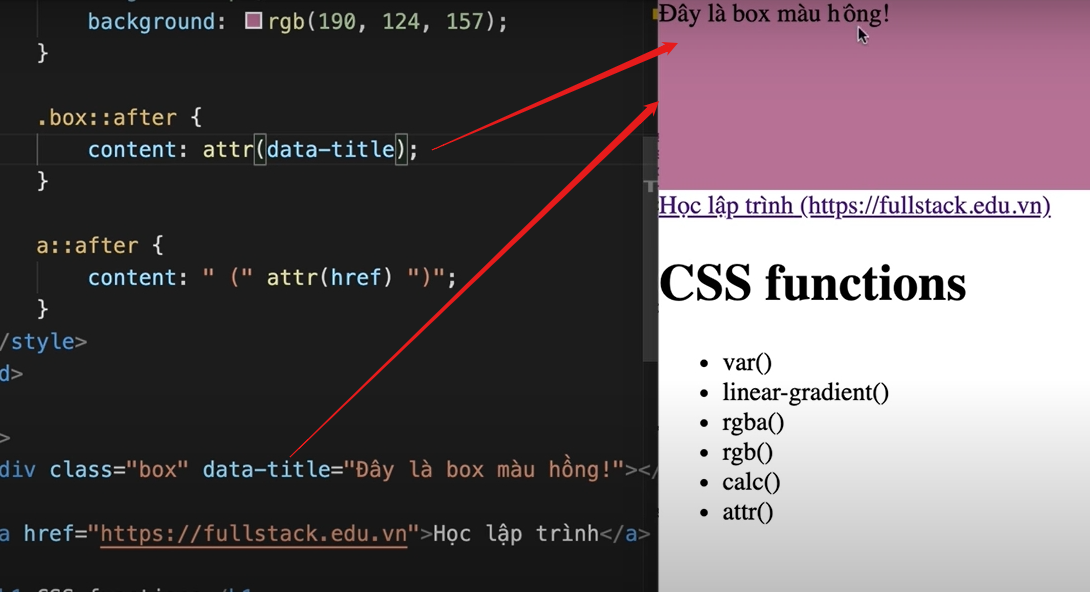 background: rgb(190, 124, 157);
}
.box::after {
content: attr(data-title);
}
a::after {
content: " (" attr(href) ")";
}
/style>
d>
>
div class="box" data-title="Đây là box màu hồng!"></
a href="https://fullstack.edu.vn">Học lập trình</a>
Đây là box màu hồng!
Học lập trình (https://fullstack.edu.vn)
CSS functions
var()
linear-gradient()
rgba()
rgb()
calc()
attr()